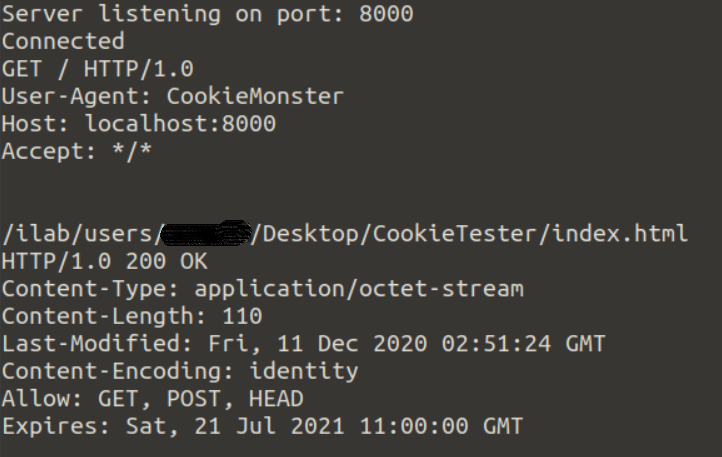 Server listening on port: 8000
Connected
GET / HTTP/1.0
User-Agent: CookieMonster
Host: localhost:8000
Accept: */*
/ilab/users/ /Desktop/CookieTester/index.html
HTTP/1.0 200 OK
Content-Type: application/octet-stream
Content-Length: 110
Last-Modified: Fri, 11 Dec 2020 02:51:24 GMT
Content-Encoding: identity
Allow: GET, POST, HEAD
Expires: Sat, 21 Jul 2021 11:00:00 GMT